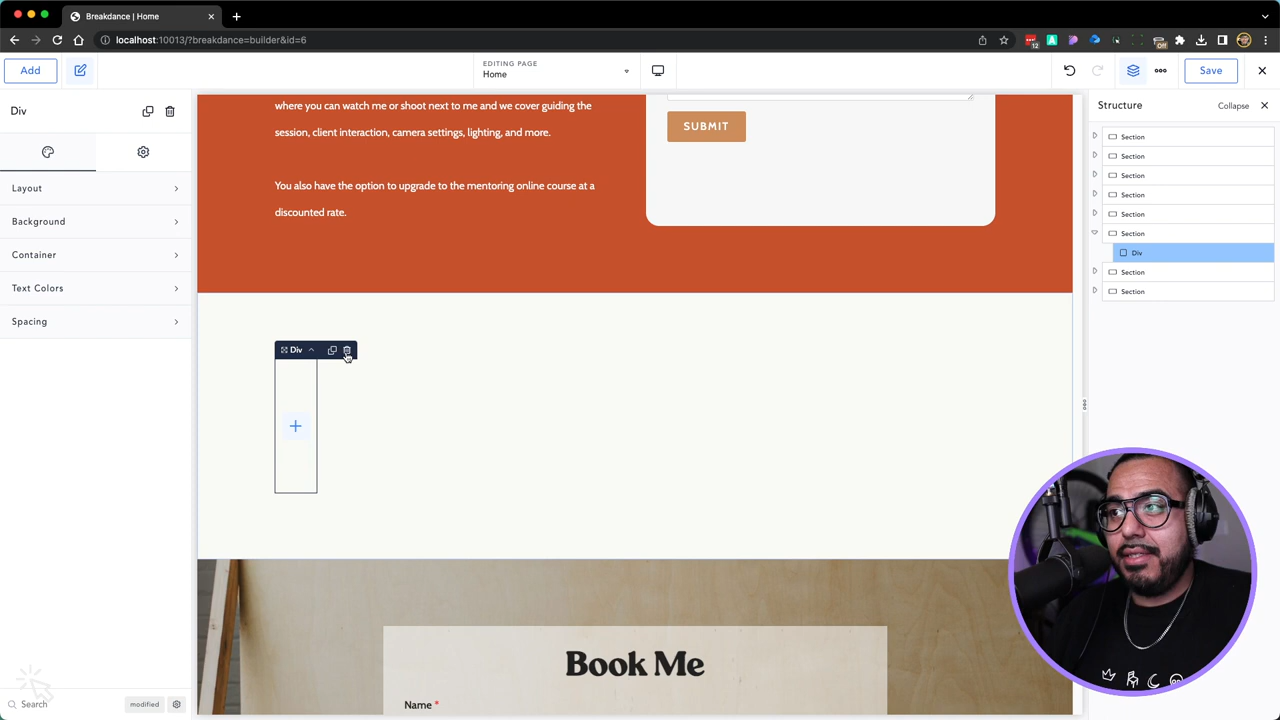 Breakdance | Home
localhost:10013/?breakdance=builder&id=6
12
Off
Add
EDITING PAGE
Home
Save
Div
Layout
Background
Container
Text Colors
Spacing
Search
modified
where you can watch me or shoot next to me and we cover guiding the
session, client interaction, camera settings, lighting, and more.
You also have the option to upgrade to the mentoring online course at a
discounted rate.
SUBMIT
Div
Book Me
Name *
Structure
Collapse
Section
Section
Section
Section
Section
Section
Div
Section
Section